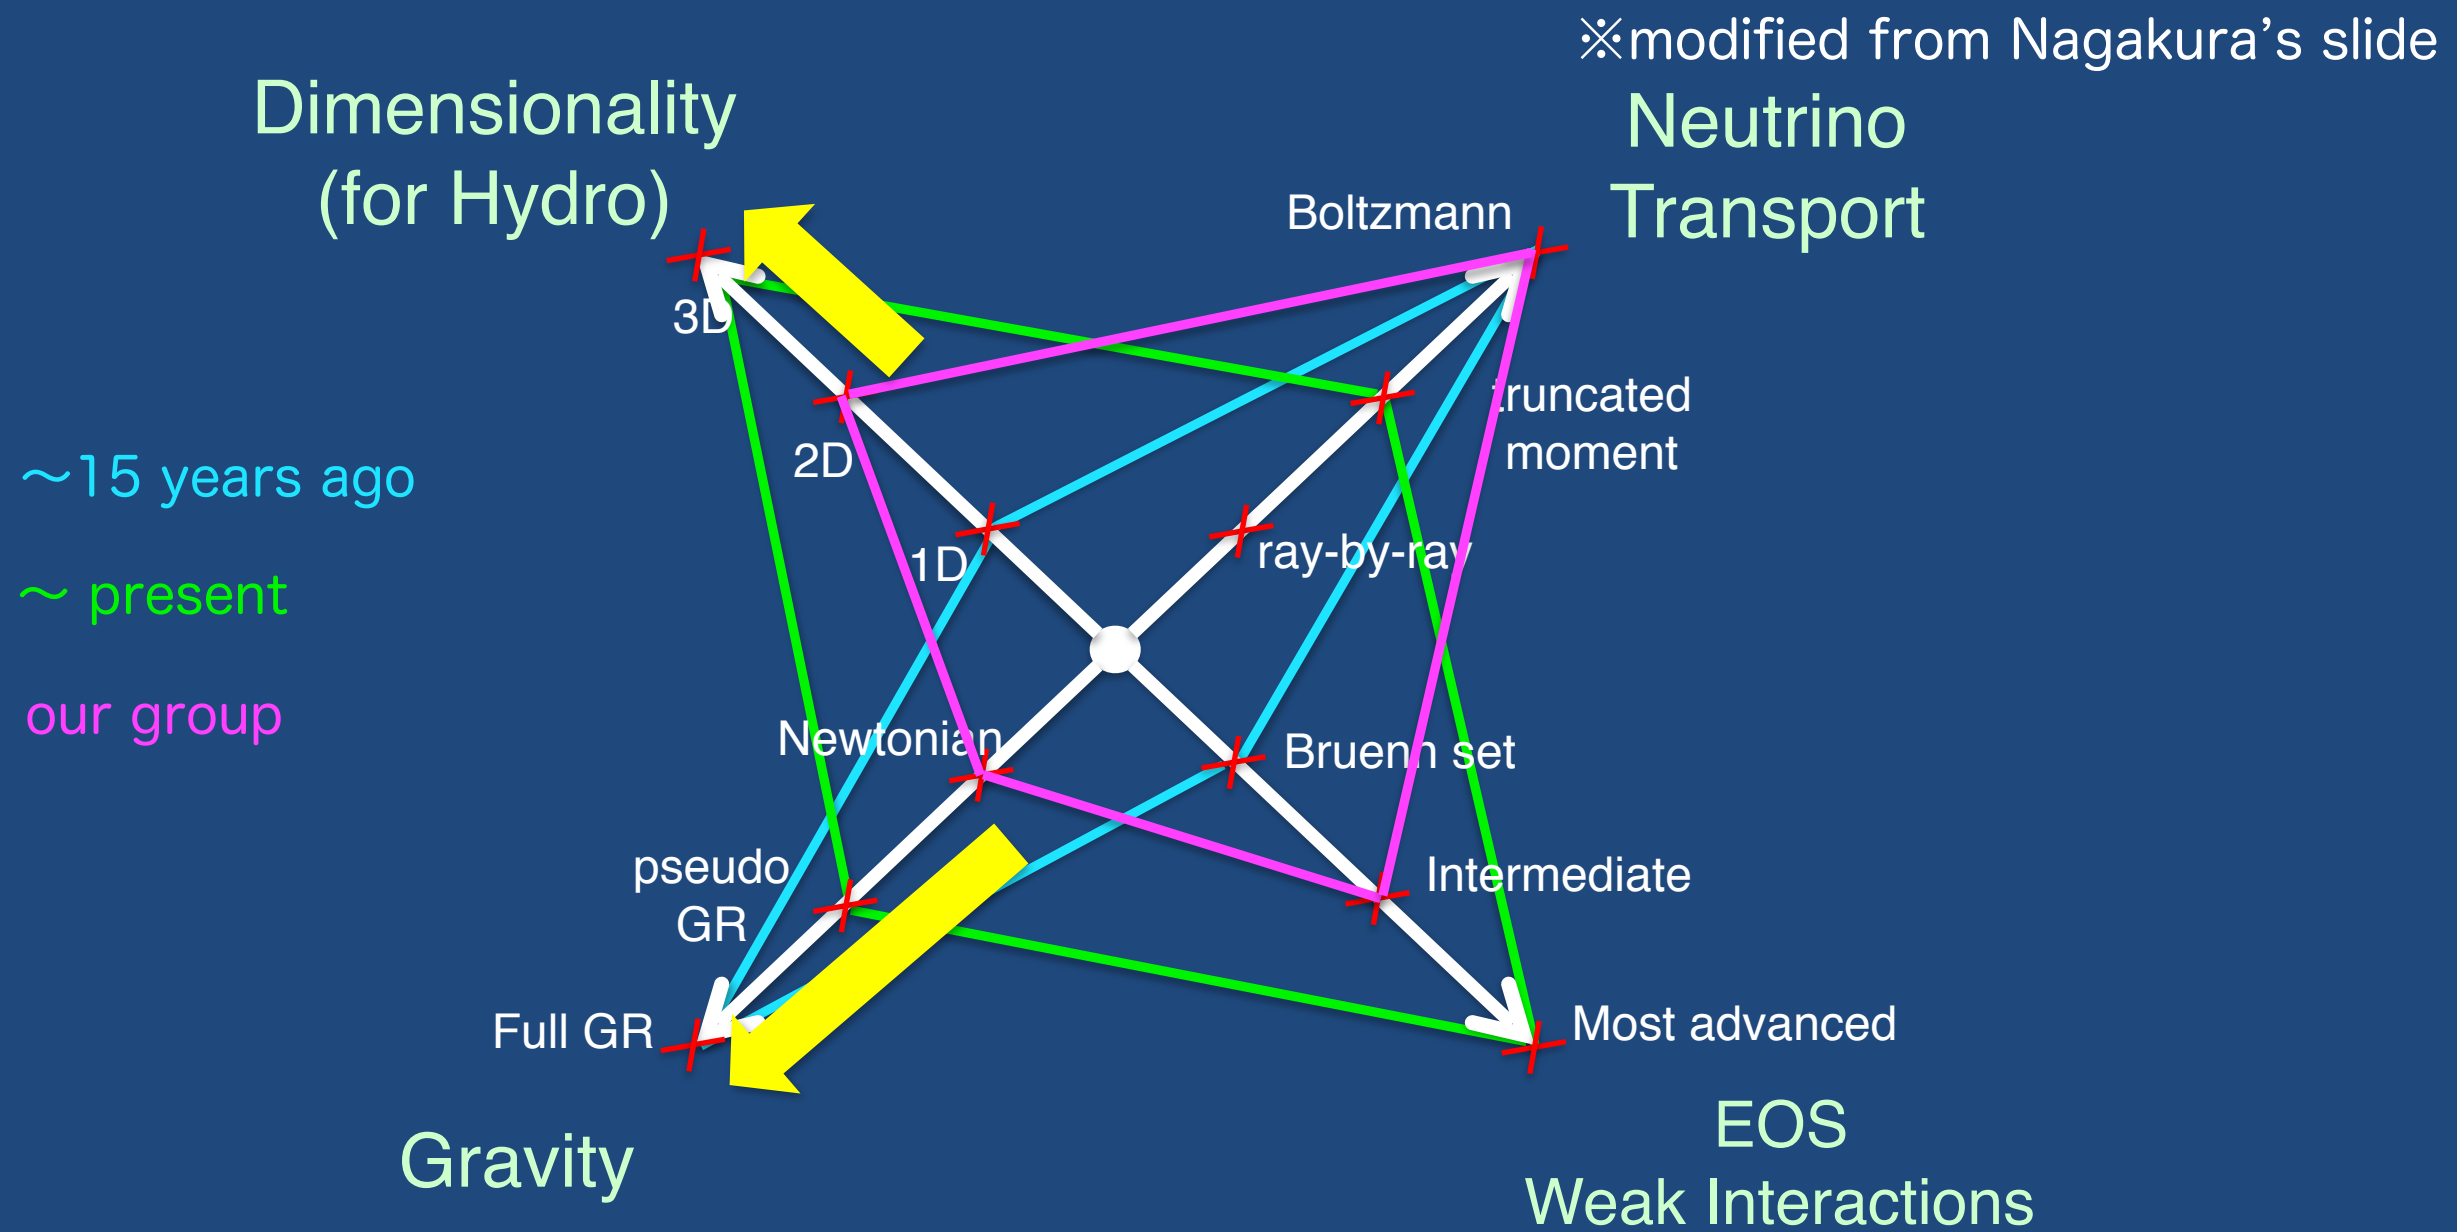 ※modified from Nagakura's slide
Dimensionality
(for Hydro)
Neutrino
Transport
Boltzmann
3D
truncated
moment
2D
~15 years ago
ray-by-ray
1D
~ present
our group
Newtonian
Bruenn set
pseudo
GR
Intermediate
Full GR
Most advanced
Gravity
EOS
Weak Interactions